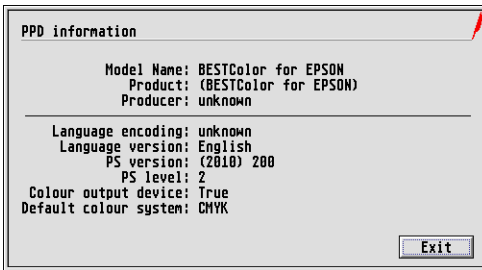 PPD information
Model Name: BESTColor for EPSON
Product: (BESTColor for EPSON)
Producer: unknown
Language encoding: unknown
Language version: English
PS version: (2010) 200
PS level: 2
Colour output device: True
Default colour system: CMYK
Exit